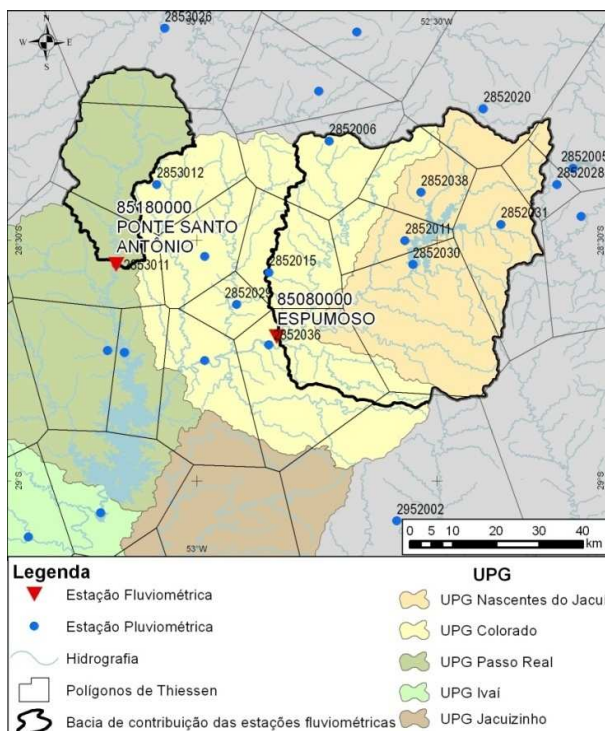 2853026
53°W
52°30'W
N
W E
S
2852020
2852006
2852005
2853012
2852028
2852038
85180000
PONTE SANTO
ANTÔNIO
2852031
28°30'S
28°30'S
2852011
2853011
2852030
2852015
85080000
2852029
ESPUMOSO
2852036
29°S
29°S
2952002
0 5 10 20 30 40
km
53°W
Legenda
Estação Fluviométrica
Estação Pluviométrica
Hidrografia
Polígonos de Thiessen
Bacia de contribuição das estações fluviométricas
UPG
UPG Nascentes do Jacuí
UPG Colorado
UPG Passo Real
UPG Ivaí
UPG Jacuizinho